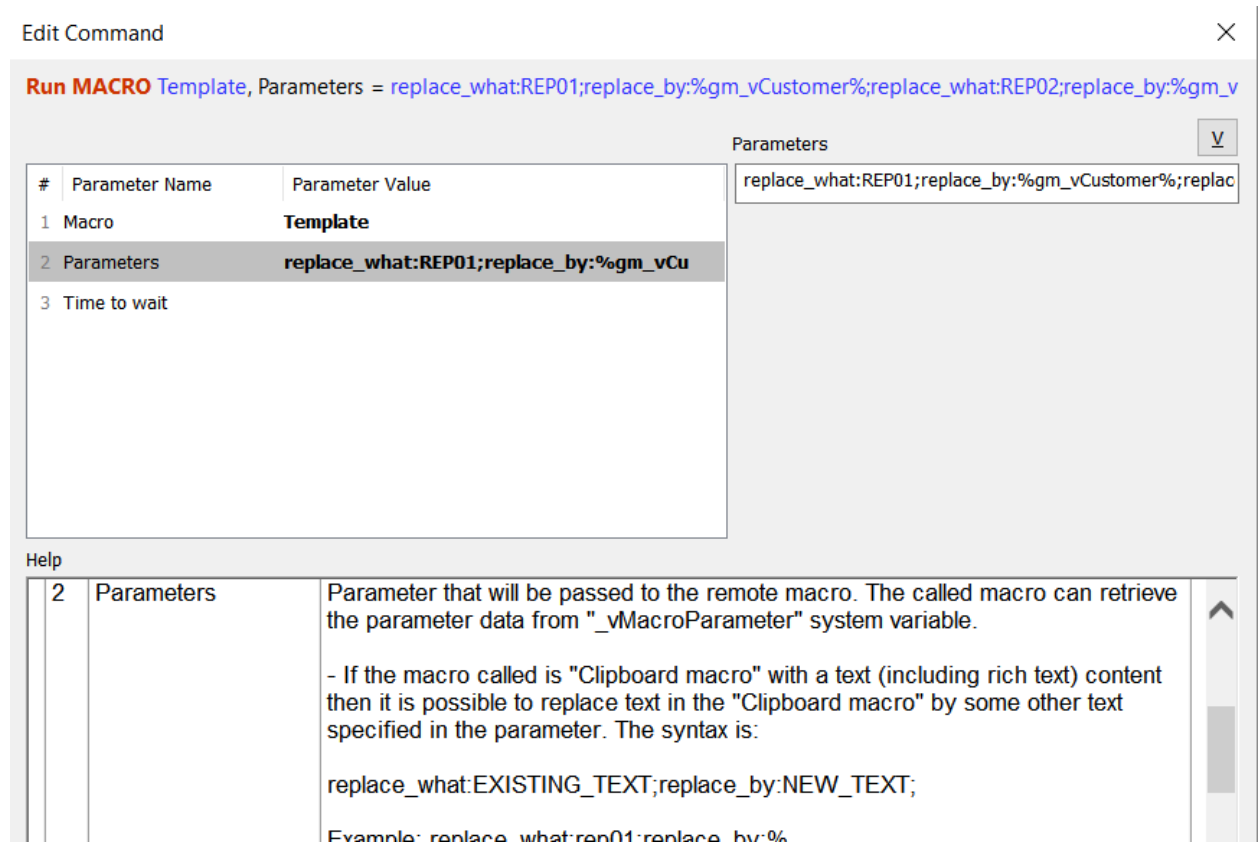 Edit Command
Run MACRO Template, Parameters = replace_what:REP01;replace_by:%gm_vCustomer%;replace_what:REP02;replace_by:%gm_v
Parameters
V
replace_what:REP01;replace_by:%gm_vCustomer%;replac
# Parameter Name Parameter Value
1 Macro Template
2 Parameters replace_what:REP01;replace_by:%gm_vCu
3 Time to wait
Help
2 Parameters Parameter that will be passed to the remote macro. The called macro can retrieve
the parameter data from "_vMacroParameter" system variable.
- If the macro called is "Clipboard macro" with a text (including rich text) content
then it is possible to replace text in the "Clipboard macro" by some other text
specified in the parameter. The syntax is:
replace_what:EXISTING_TEXT;replace_by:NEW_TEXT;
Example: replace_what:rep01;replace_by:%